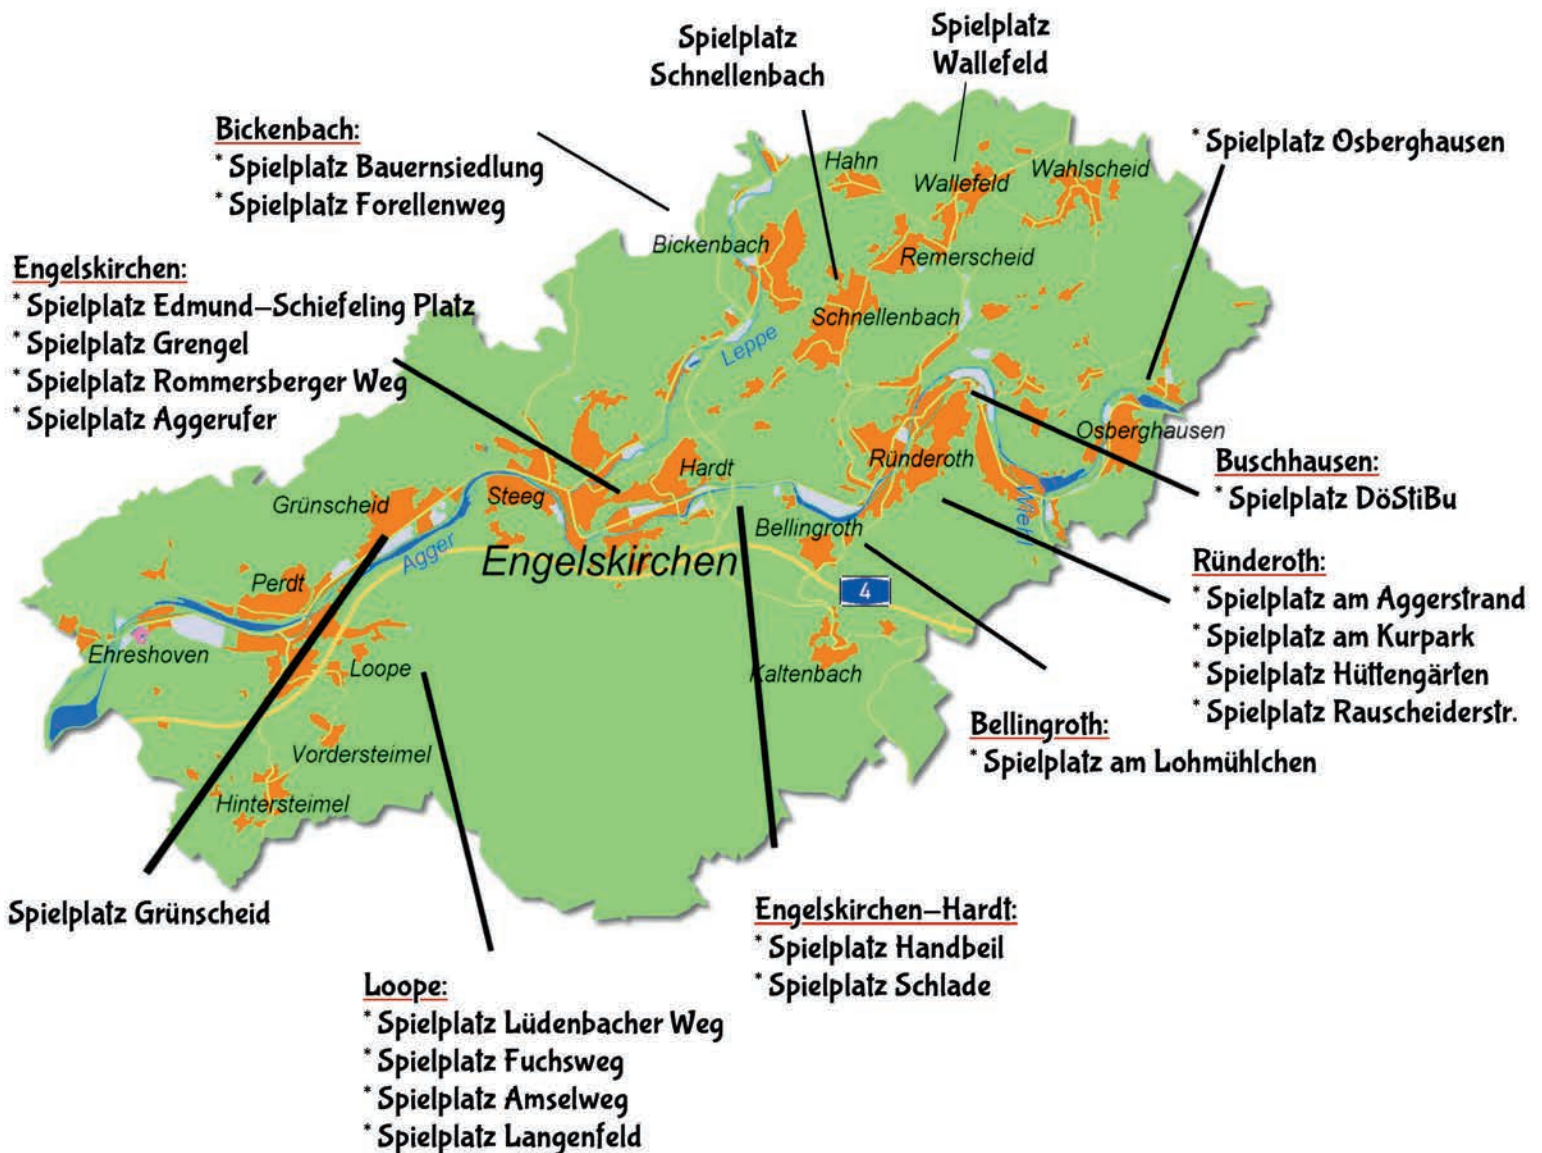 Spielplatz
Schnellenbach
Spielplatz
Wallefeld
Bickenbach:
* Spielplatz Bauernsiedlung
* Spielplatz Forellenweg
* Spielplatz Osberghausen
Engelskirchen:
* Spielplatz Edmund-Schiefeling Platz
* Spielplatz Grengel
* Spielplatz Rommersberger Weg
* Spielplatz Aggerufer
Hahn
Wallefeld
Wahlscheid
Bickenbach
Remerscheid
Schnellenbach
Leppe
Osberghausen
Ründeroth
Hardt
Steeg
Grünscheid
Wiehl
Bellingroth
Agger
Engelskirchen
4
Perdt
Ehreshoven
Loope
Kaltenbach
Vordersteimel
Hintersteimel
Buschhausen:
* Spielplatz DöStiBu
Ründeroth:
* Spielplatz am Aggerstrand
* Spielplatz am Kurpark
* Spielplatz Hüttengärten
* Spielplatz Rauscheiderstr.
Bellingroth:
* Spielplatz am Lohmühlchen
Spielplatz Grünscheid
Engelskirchen-Hardt:
* Spielplatz Handbeil
* Spielplatz Schlade
Loope:
* Spielplatz Lüdenbacher Weg
* Spielplatz Fuchsweg
* Spielplatz Amselweg
* Spielplatz Langenfeld